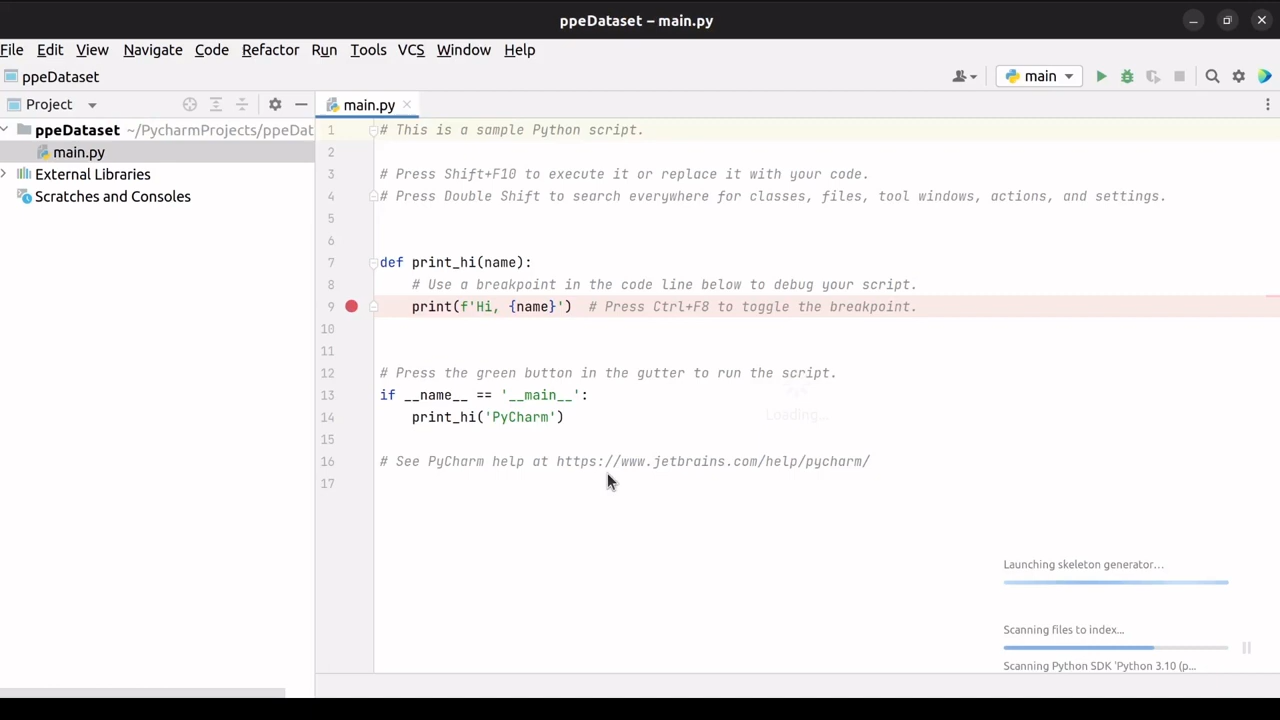 ppeDataset – main.py
File Edit View Navigate Code Refactor Run Tools VCS Window Help
ppeDataset
main
Project
main.py
ppeDataset ~/PycharmProjects/ppeDat
main.py
External Libraries
Scratches and Consoles
1 # This is a sample Python script.
2
3 # Press Shift+F10 to execute it or replace it with your code.
4 # Press Double Shift to search everywhere for classes, files, tool windows, actions, and settings.
5
6
7 def print_hi(name):
8 # Use a breakpoint in the code line below to debug your script.
9 print(f'Hi, {name}') # Press Ctrl+F8 to toggle the breakpoint.
10
11
12 # Press the green button in the gutter to run the script.
13 if __name__ == '__main__':
14 print_hi('PyCharm')
15
16 # See PyCharm help at https://www.jetbrains.com/help/pycharm/
17
Loading...
Launching skeleton generator…
Scanning files to index…
Scanning Python SDK 'Python 3.10 (p...